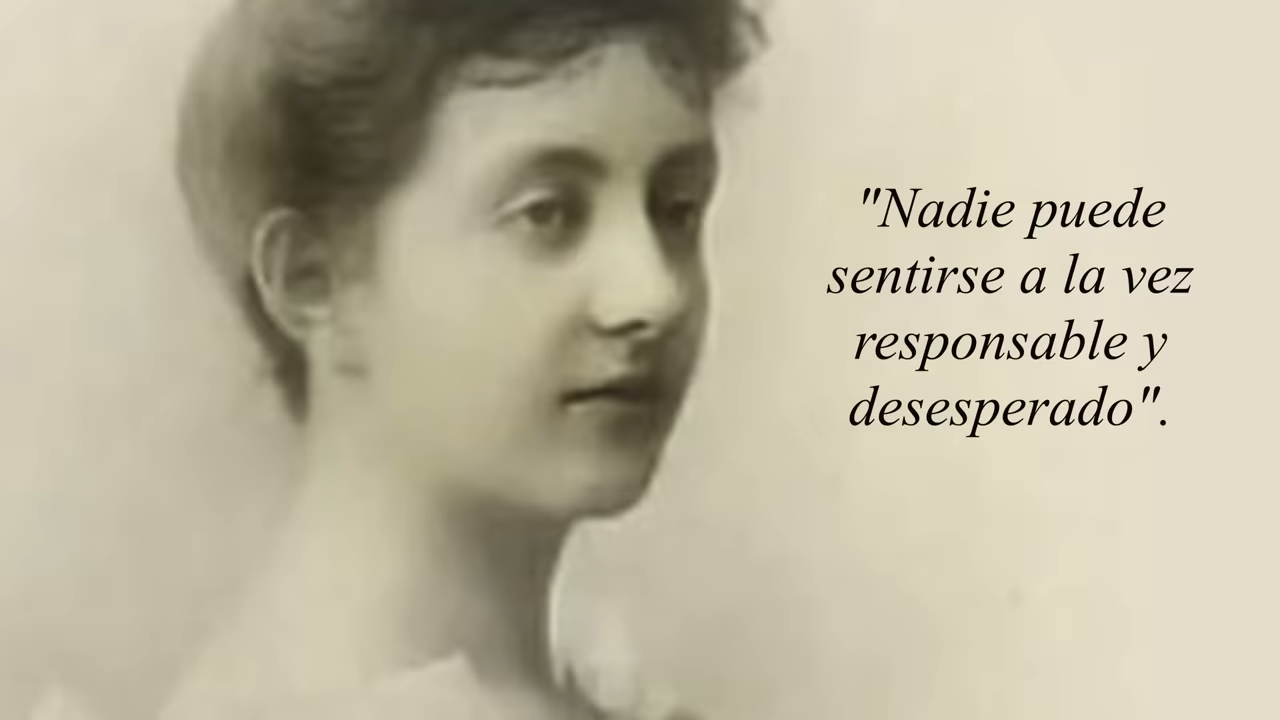 "Nadie puede
sentirse a la vez
responsable y
desesperado".